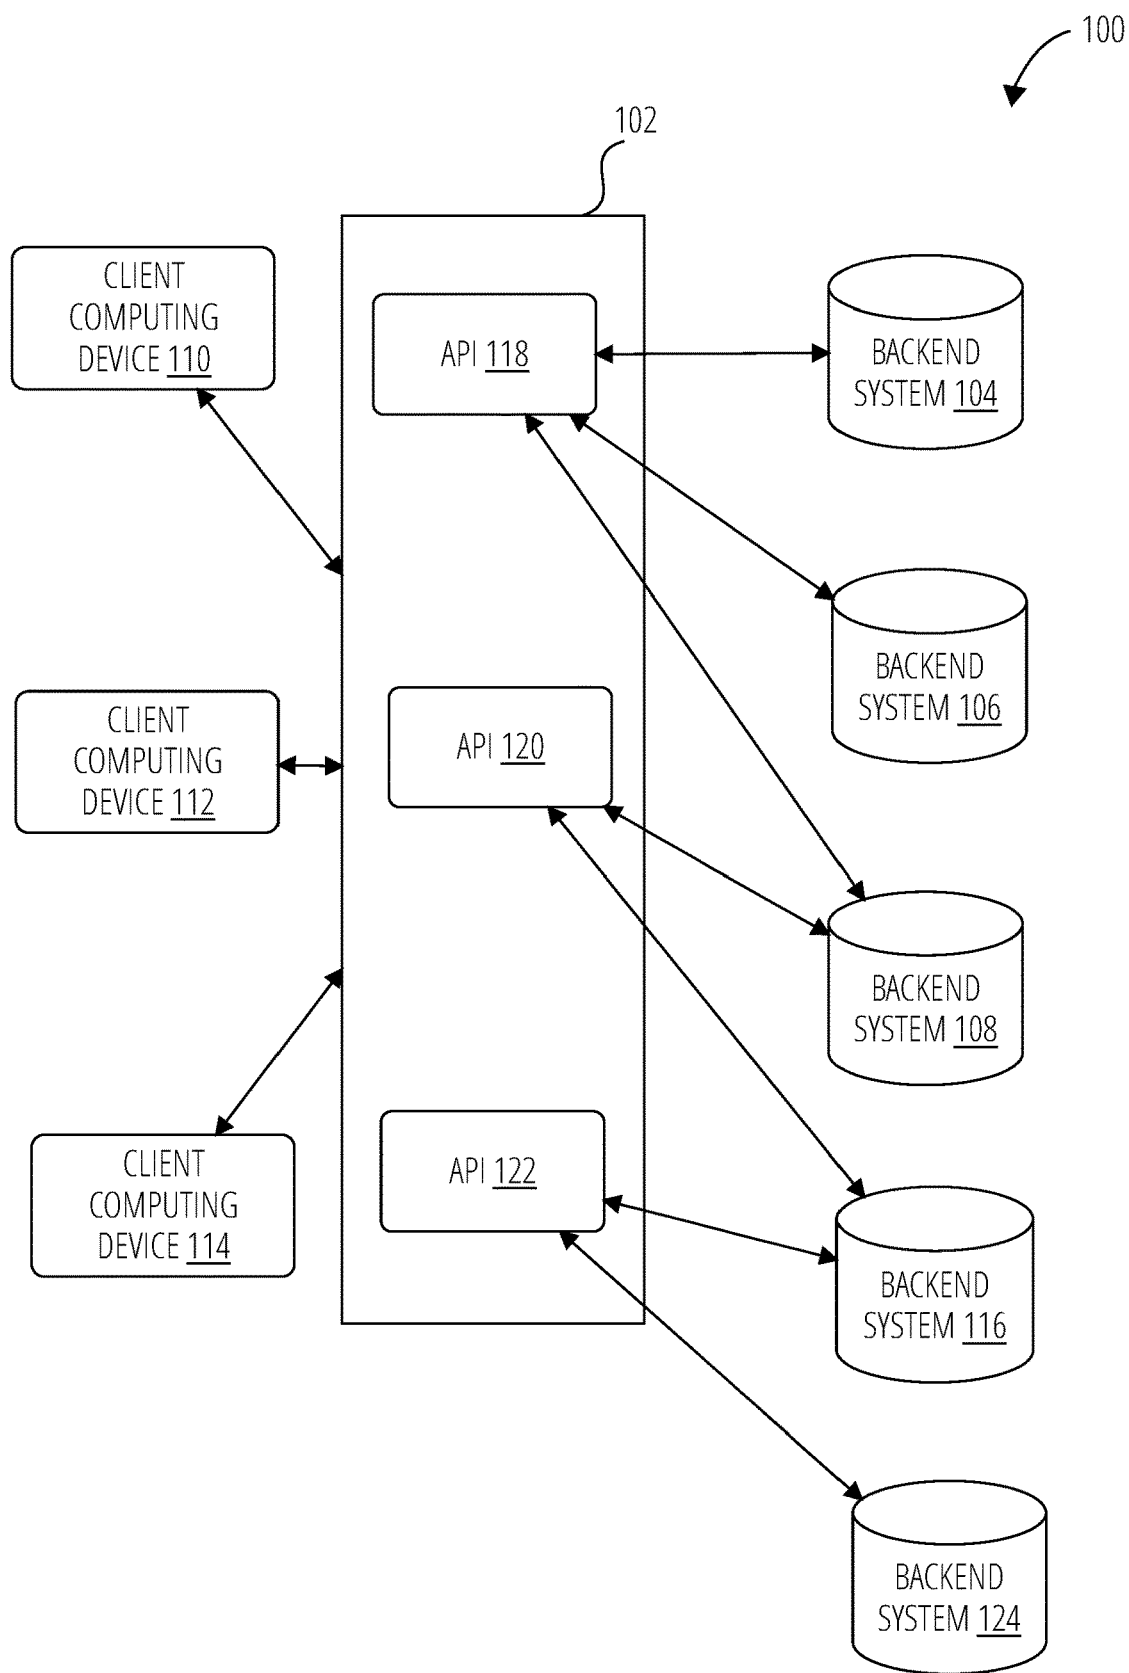 100
102
CLIENT
COMPUTING
DEVICE 110
API 118
BACKEND
SYSTEM 104
BACKEND
SYSTEM 106
CLIENT
COMPUTING
DEVICE 112
API 120
BACKEND
SYSTEM 108
CLIENT
COMPUTING
DEVICE 114
API 122
BACKEND
SYSTEM 116
BACKEND
SYSTEM 124